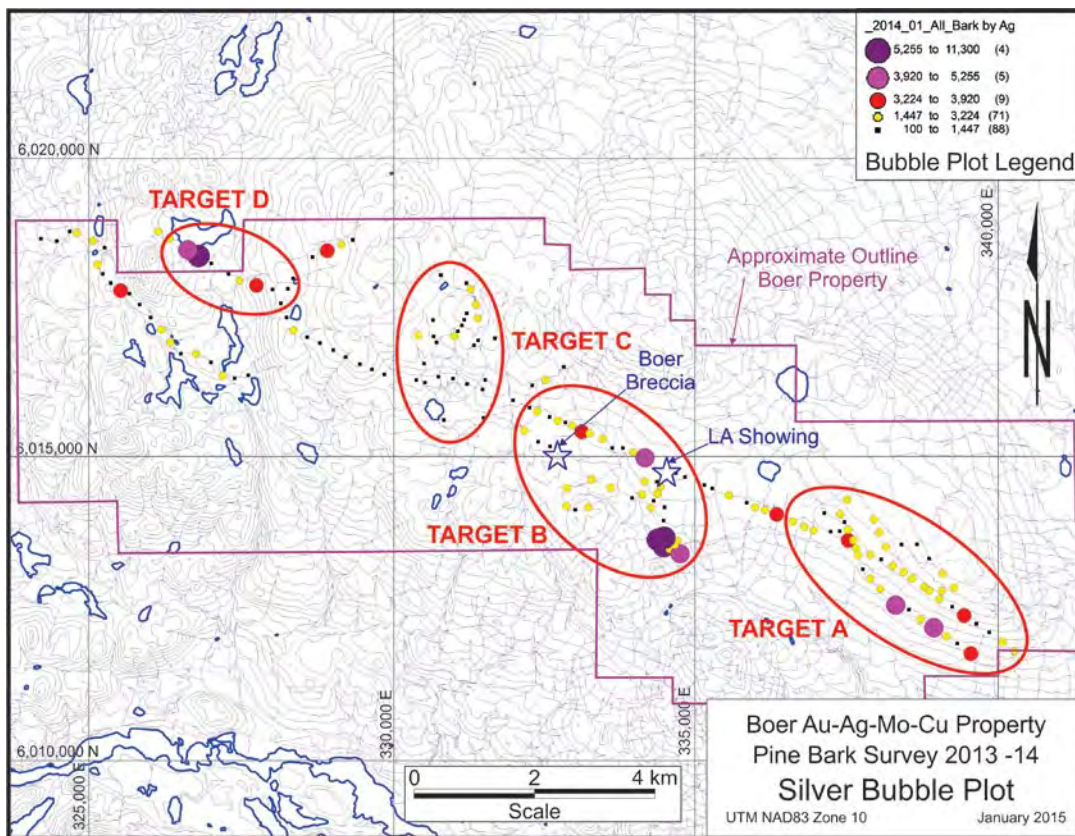 _2014_01_All_Bark by Ag
5,255 to 11,300 (4)
3,920 to 5,255 (5)
3,224 to 3,920 (9)
1,447 to 3,224 (71)
100 to 1,447 (88)
Bubble Plot Legend
6,020,000 N
TARGET D
340,000 E
Approximate Outline
Boer Property
N
TARGET C
Boer
Breccia
LA Showing
6,015,000 N
TARGET B
TARGET A
6,010,000 N
325,000 E
330,000 E
335,000 E
0 2 4 km
Scale
Boer Au-Ag-Mo-Cu Property
Pine Bark Survey 2013 -14
Silver Bubble Plot
UTM NAD83 Zone 10 January 2015